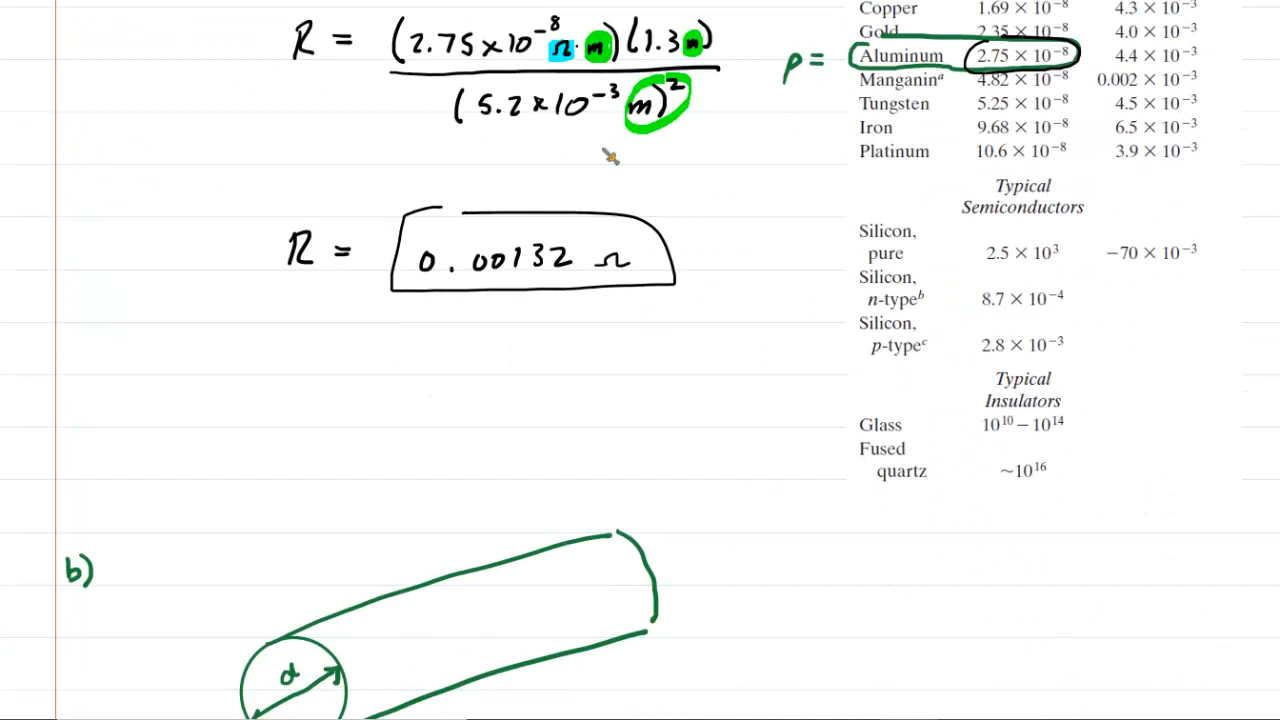 R = (2.75×10⁻⁸ Ω·m)(1.3m)
(5.2×10⁻³ m)²
R = 0.00132 Ω
ρ =
Copper 1.69 × 10⁻⁸ 4.3 × 10⁻³
Gold 2.35 × 10⁻⁸ 4.0 × 10⁻³
Aluminum 2.75 × 10⁻⁸ 4.4 × 10⁻³
Manganinᵃ 4.82 × 10⁻⁸ 0.002 × 10⁻³
Tungsten 5.25 × 10⁻⁸ 4.5 × 10⁻³
Iron 9.68 × 10⁻⁸ 6.5 × 10⁻³
Platinum 10.6 × 10⁻⁸ 3.9 × 10⁻³
Typical
Semiconductors
Silicon,
pure 2.5 × 10³ −70 × 10⁻³
Silicon,
n-typeᵇ 8.7 × 10⁻⁴
Silicon,
p-typeᶜ 2.8 × 10⁻³
Typical
Insulators
Glass 10¹⁰ – 10¹⁴
Fused
quartz ~10¹⁶
b)
d